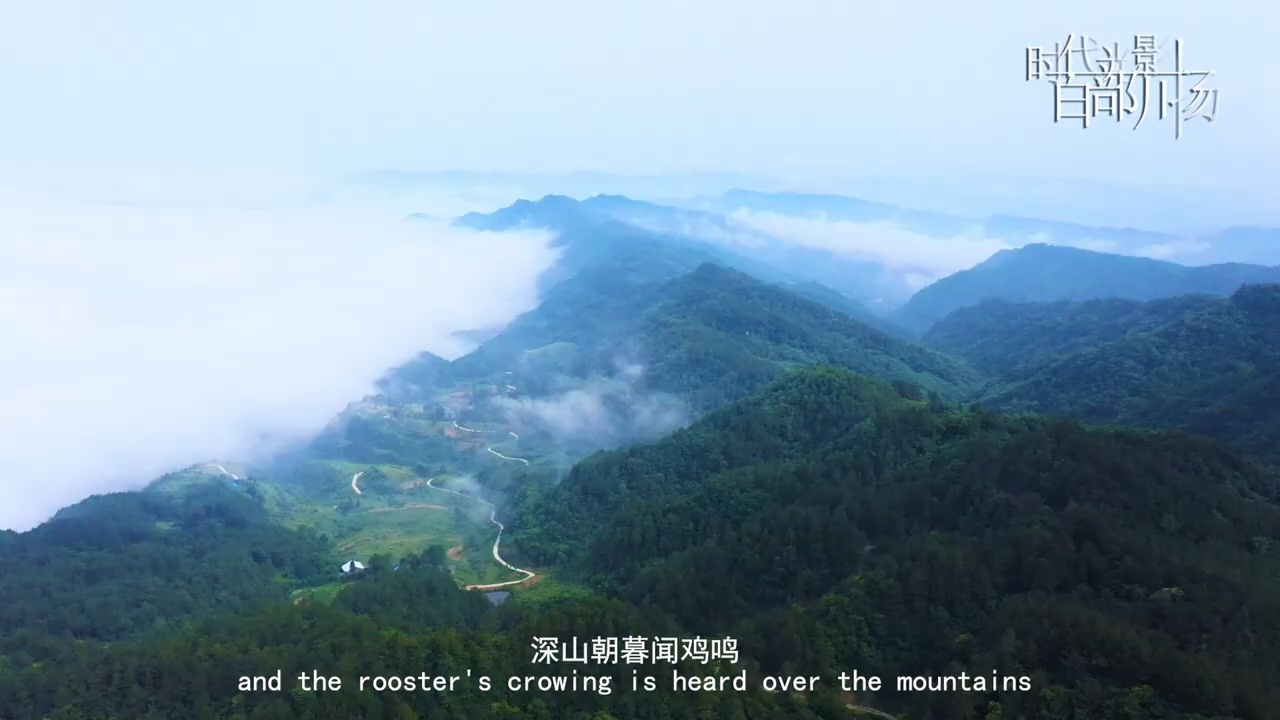 时代光影
百部川扬
深山朝暮闻鸡鸣
and the rooster's crowing is heard over the mountains